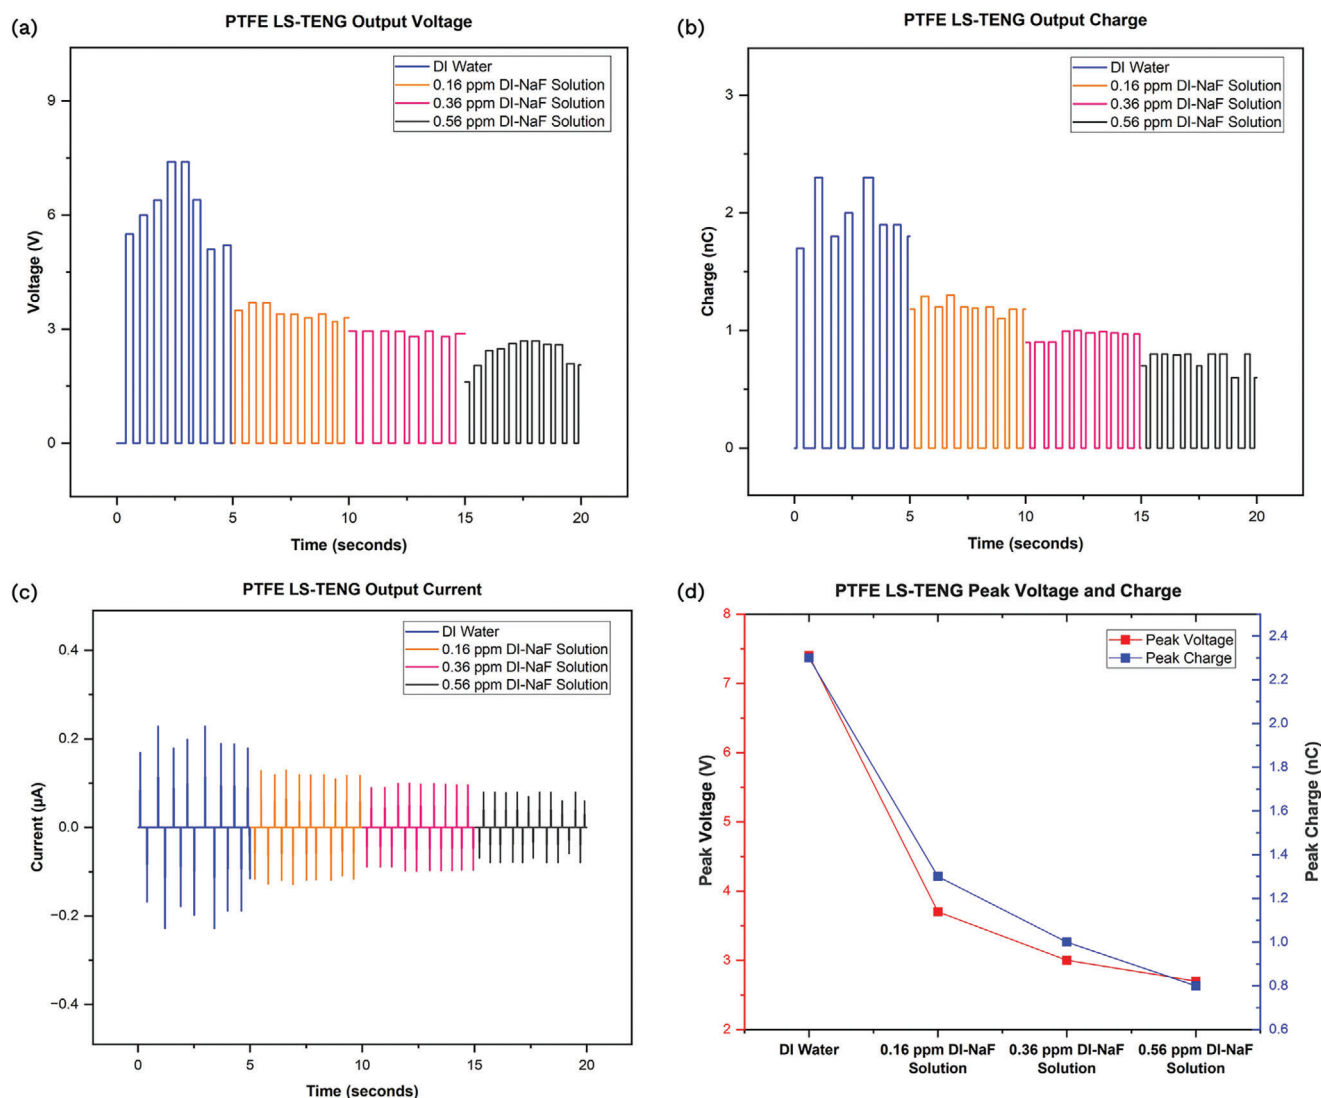 (a)
PTFE LS-TENG Output Voltage
DI Water
0.16 ppm DI-NaF Solution
0.36 ppm DI-NaF Solution
0.56 ppm DI-NaF Solution
9
6
3
0
Voltage (V)
0 5 10 15 20
Time (seconds)
(b)
PTFE LS-TENG Output Charge
DI Water
0.16 ppm DI-NaF Solution
0.36 ppm DI-NaF Solution
0.56 ppm DI-NaF Solution
3
2
1
0
Charge (nC)
0 5 10 15 20
Time (seconds)
(c)
PTFE LS-TENG Output Current
DI Water
0.16 ppm DI-NaF Solution
0.36 ppm DI-NaF Solution
0.56 ppm DI-NaF Solution
0.4
0.2
0.0
−0.2
−0.4
Current (µA)
0 5 10 15 20
Time (seconds)
(d)
PTFE LS-TENG Peak Voltage and Charge
Peak Voltage
Peak Charge
8
7
6
5
4
3
2
Peak Voltage (V)
2.4
2.2
2.0
1.8
1.6
1.4
1.2
1.0
0.8
0.6
Peak Charge (nC)
DI Water 0.16 ppm DI-NaF 0.36 ppm DI-NaF 0.56 ppm DI-NaF
Solution Solution Solution